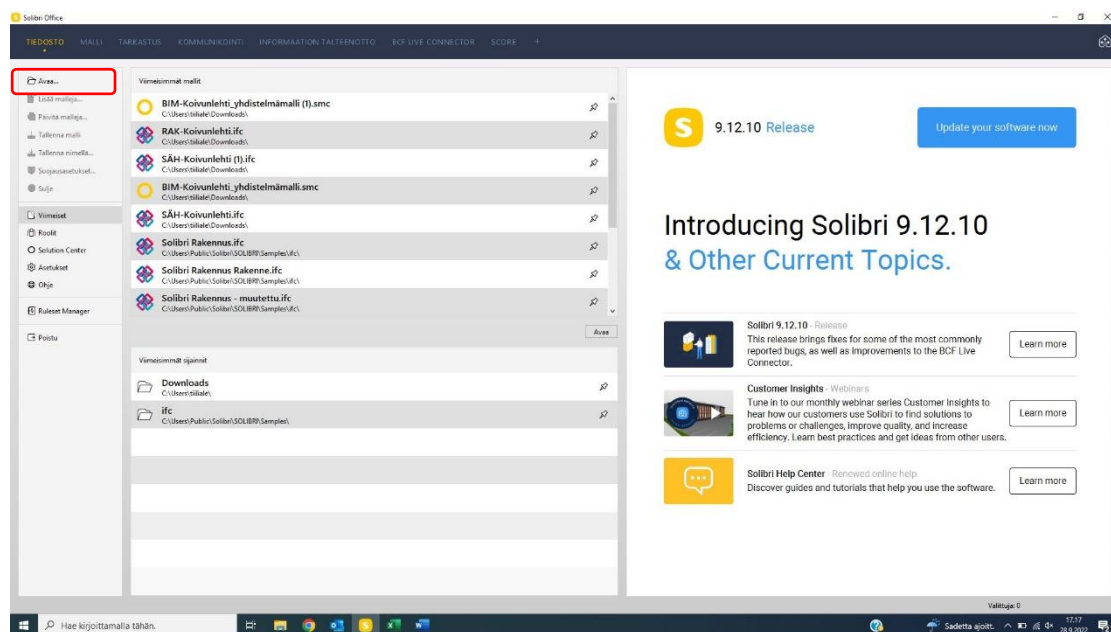 Solibri Office
TIEDOSTO MALLI TARKASTUS KOMMUNIKOINTI INFORMAATION TALTEENOTTO BCF LIVE CONNECTOR SCORE +
Avaa...
Lisää malleja...
Päivitä malleja...
Tallenna malli
Tallenna nimellä...
Suojausasetukset...
Sulje
Viimeiset
Roolit
Solution Center
Asetukset
Ohje
Ruleset Manager
Poistu
Viimeisimmät mallit
BIM-Koivunlehti_yhdistelmämalli (1).smc
C:\Users\tiiliale\Downloads\
RAK-Koivunlehti.ifc
C:\Users\tiiliale\Downloads\
SÄH-Koivunlehti (1).ifc
C:\Users\tiiliale\Downloads\
BIM-Koivunlehti_yhdistelmämalli.smc
C:\Users\tiiliale\Downloads\
SÄH-Koivunlehti.ifc
C:\Users\tiiliale\Downloads\
Solibri Rakennus.ifc
C:\Users\Public\Solibri\SOLIBRI\Samples\ifc\
Solibri Rakennus Rakenne.ifc
C:\Users\Public\Solibri\SOLIBRI\Samples\ifc\
Solibri Rakennus - muutettu.ifc
C:\Users\Public\Solibri\SOLIBRI\Samples\ifc\
Avaa
Viimeisimmät sijainnit
Downloads
C:\Users\tiiliale\
ifc
C:\Users\Public\Solibri\SOLIBRI\Samples\
S 9.12.10 Release
Update your software now
Introducing Solibri 9.12.10
& Other Current Topics.
Solibri 9.12.10 - Release
This release brings fixes for some of the most commonly
reported bugs, as well as improvements to the BCF Live
Connector.
Learn more
Customer Insights - Webinars
Tune in to our monthly webinar series Customer Insights to
hear how our customers use Solibri to find solutions to
problems or challenges, improve quality, and increase
efficiency. Learn best practices and get ideas from other users.
Learn more
Solibri Help Center - Renewed online help
Discover guides and tutorials that help you use the software.
Learn more
Valittuja: 0
Hae kirjoittamalla tähän.
Sadetta ajoitt.
17.17
28.9.2022